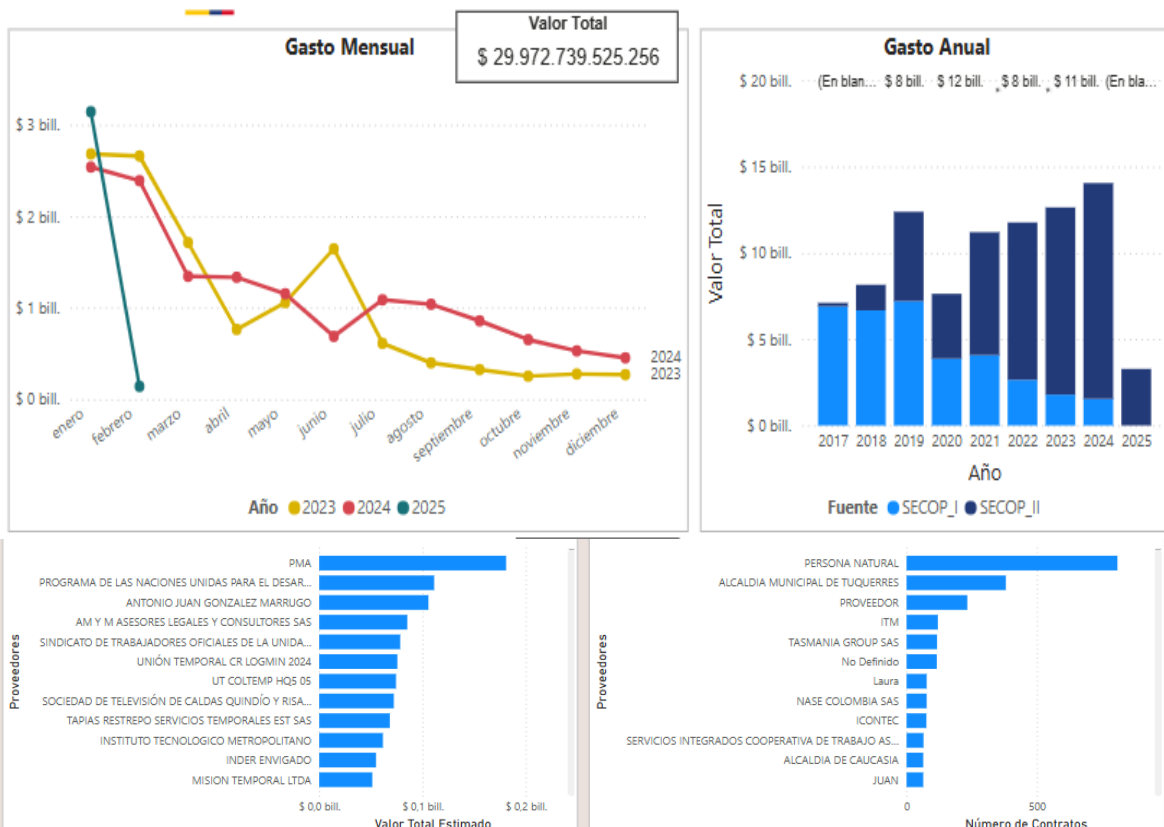 Valor Total
$ 29.972.739.525.256
Gasto Mensual
$ 3 bill.
$ 2 bill.
$ 1 bill.
$ 0 bill.
2024
2023
enero
febrero
marzo
abril
mayo
junio
julio
agosto
septiembre
octubre
noviembre
diciembre
Año 2023 2024 2025
Gasto Anual
(En blan... $ 8 bill. $ 12 bill. $ 8 bill. $ 11 bill. (En bla...
$ 20 bill.
$ 15 bill.
$ 10 bill.
$ 5 bill.
$ 0 bill.
Valor Total
2017 2018 2019 2020 2021 2022 2023 2024 2025
Año
Fuente SECOP_I SECOP_II
Proveedores
PMA
PROGRAMA DE LAS NACIONES UNIDAS PARA EL DESAR...
ANTONIO JUAN GONZALEZ MARRUGO
AM Y M ASESORES LEGALES Y CONSULTORES SAS
SINDICATO DE TRABAJADORES OFICIALES DE LA UNIDA...
UNIÓN TEMPORAL CR LOGMIN 2024
UT COLTEMP HQ5 05
SOCIEDAD DE TELEVISIÓN DE CALDAS QUINDÍO Y RISA...
TAPIAS RESTREPO SERVICIOS TEMPORALES EST SAS
INSTITUTO TECNOLOGICO METROPOLITANO
INDER ENVIGADO
MISION TEMPORAL LTDA
$ 0,0 bill. $ 0,1 bill. $ 0,2 bill.
Valor Total Estimado
Proveedores
PERSONA NATURAL
ALCALDIA MUNICIPAL DE TUQUERRES
PROVEEDOR
ITM
TASMANIA GROUP SAS
No Definido
Laura
NASE COLOMBIA SAS
ICONTEC
SERVICIOS INTEGRADOS COOPERATIVA DE TRABAJO AS...
ALCALDIA DE CAUCASIA
JUAN
0 500
Número de Contratos